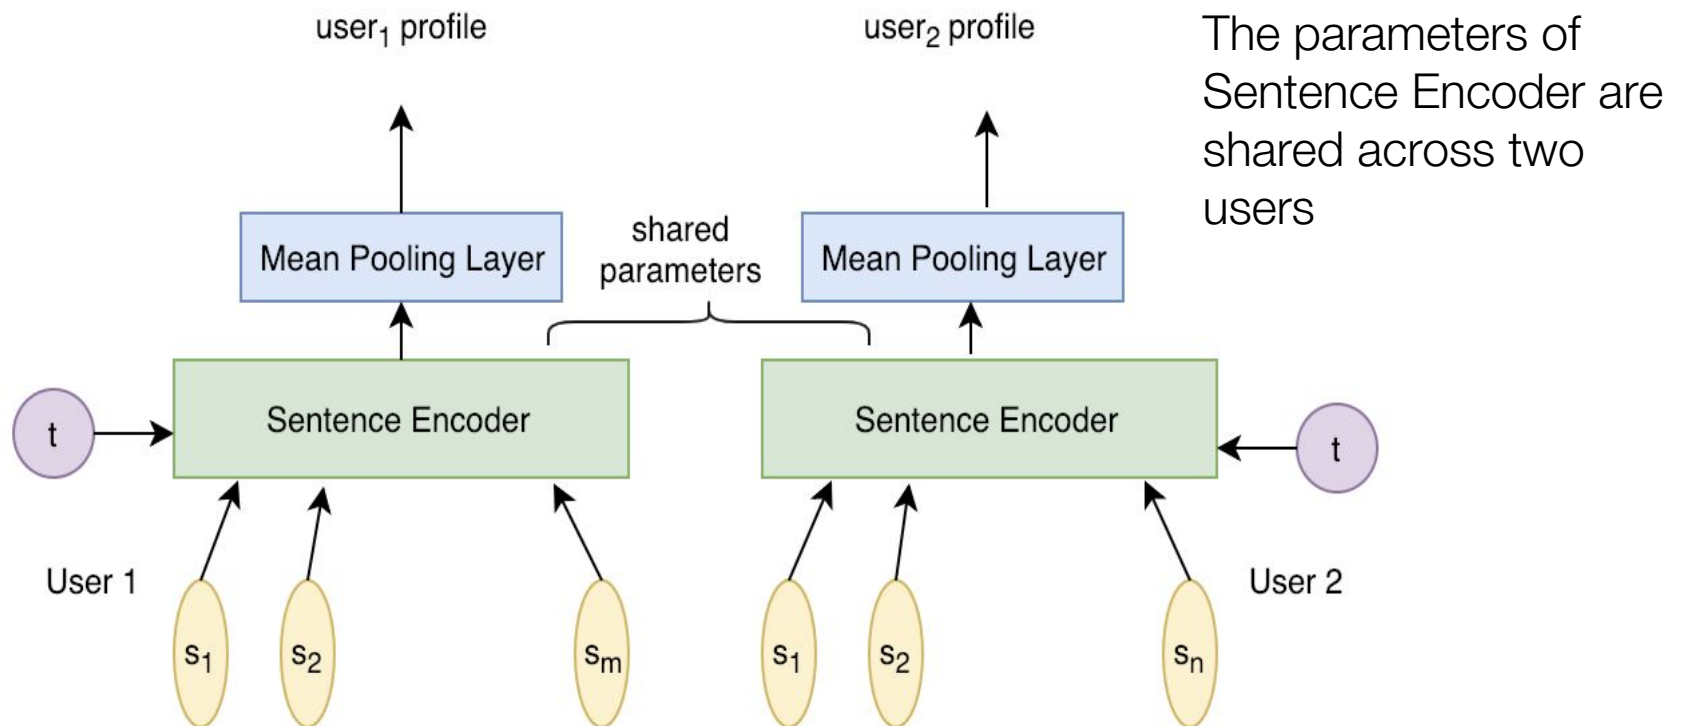 user₁ profile
user₂ profile
The parameters of
Sentence Encoder are
shared across two
users
shared
parameters
Mean Pooling Layer
Mean Pooling Layer
t
Sentence Encoder
Sentence Encoder
t
User 1
User 2
s₁
s₂
sₘ
s₁
s₂
sₙ